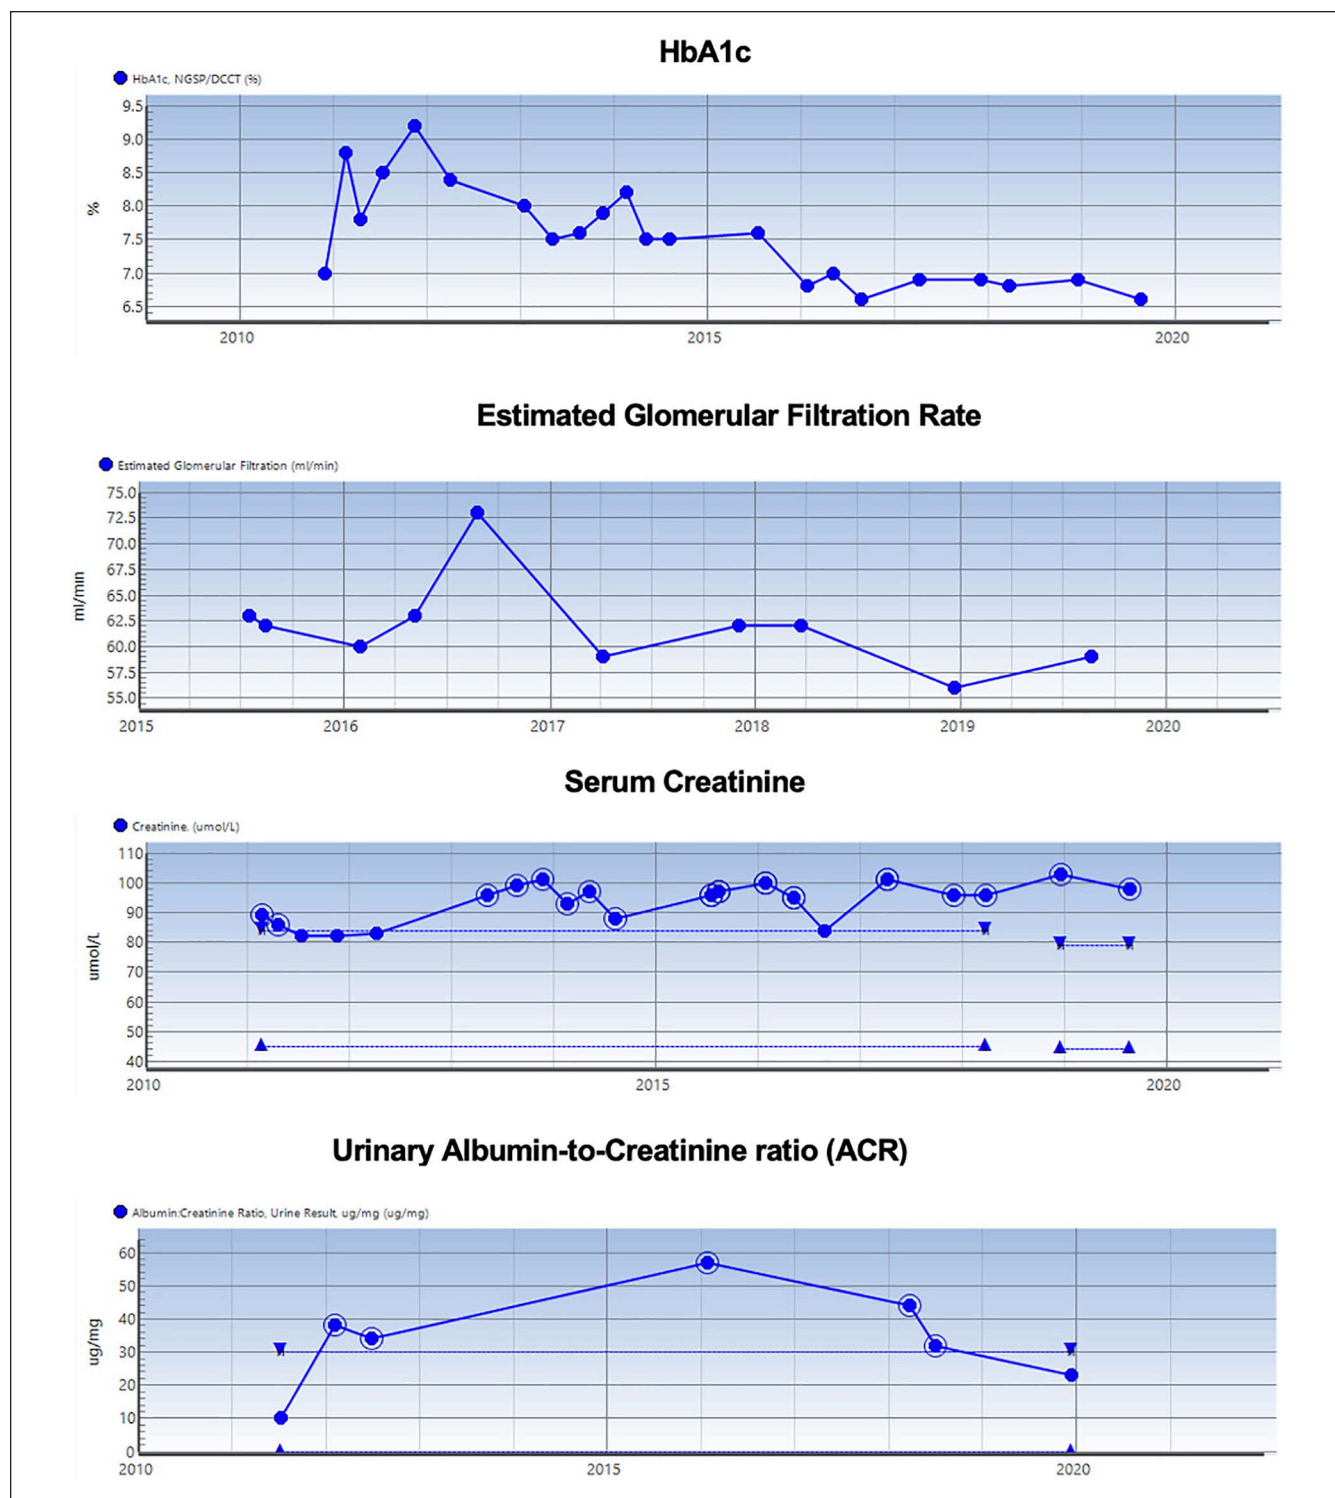 HbA1c
HbA1c, NGSP/DCCT (%)
9.5
9.0
8.5
8.0
7.5
7.0
6.5
%
2010 2015 2020
Estimated Glomerular Filtration Rate
Estimated Glomerular Filtration (ml/min)
75.0
72.5
70.0
67.5
65.0
62.5
60.0
57.5
55.0
ml/min
2015 2016 2017 2018 2019 2020
Serum Creatinine
Creatinine. (umol/L)
110
100
90
80
70
60
50
40
umol/L
2010 2015 2020
Urinary Albumin-to-Creatinine ratio (ACR)
Albumin:Creatinine Ratio, Urine Result, ug/mg (ug/mg)
60
50
40
30
20
10
0
ug/mg
2010 2015 2020